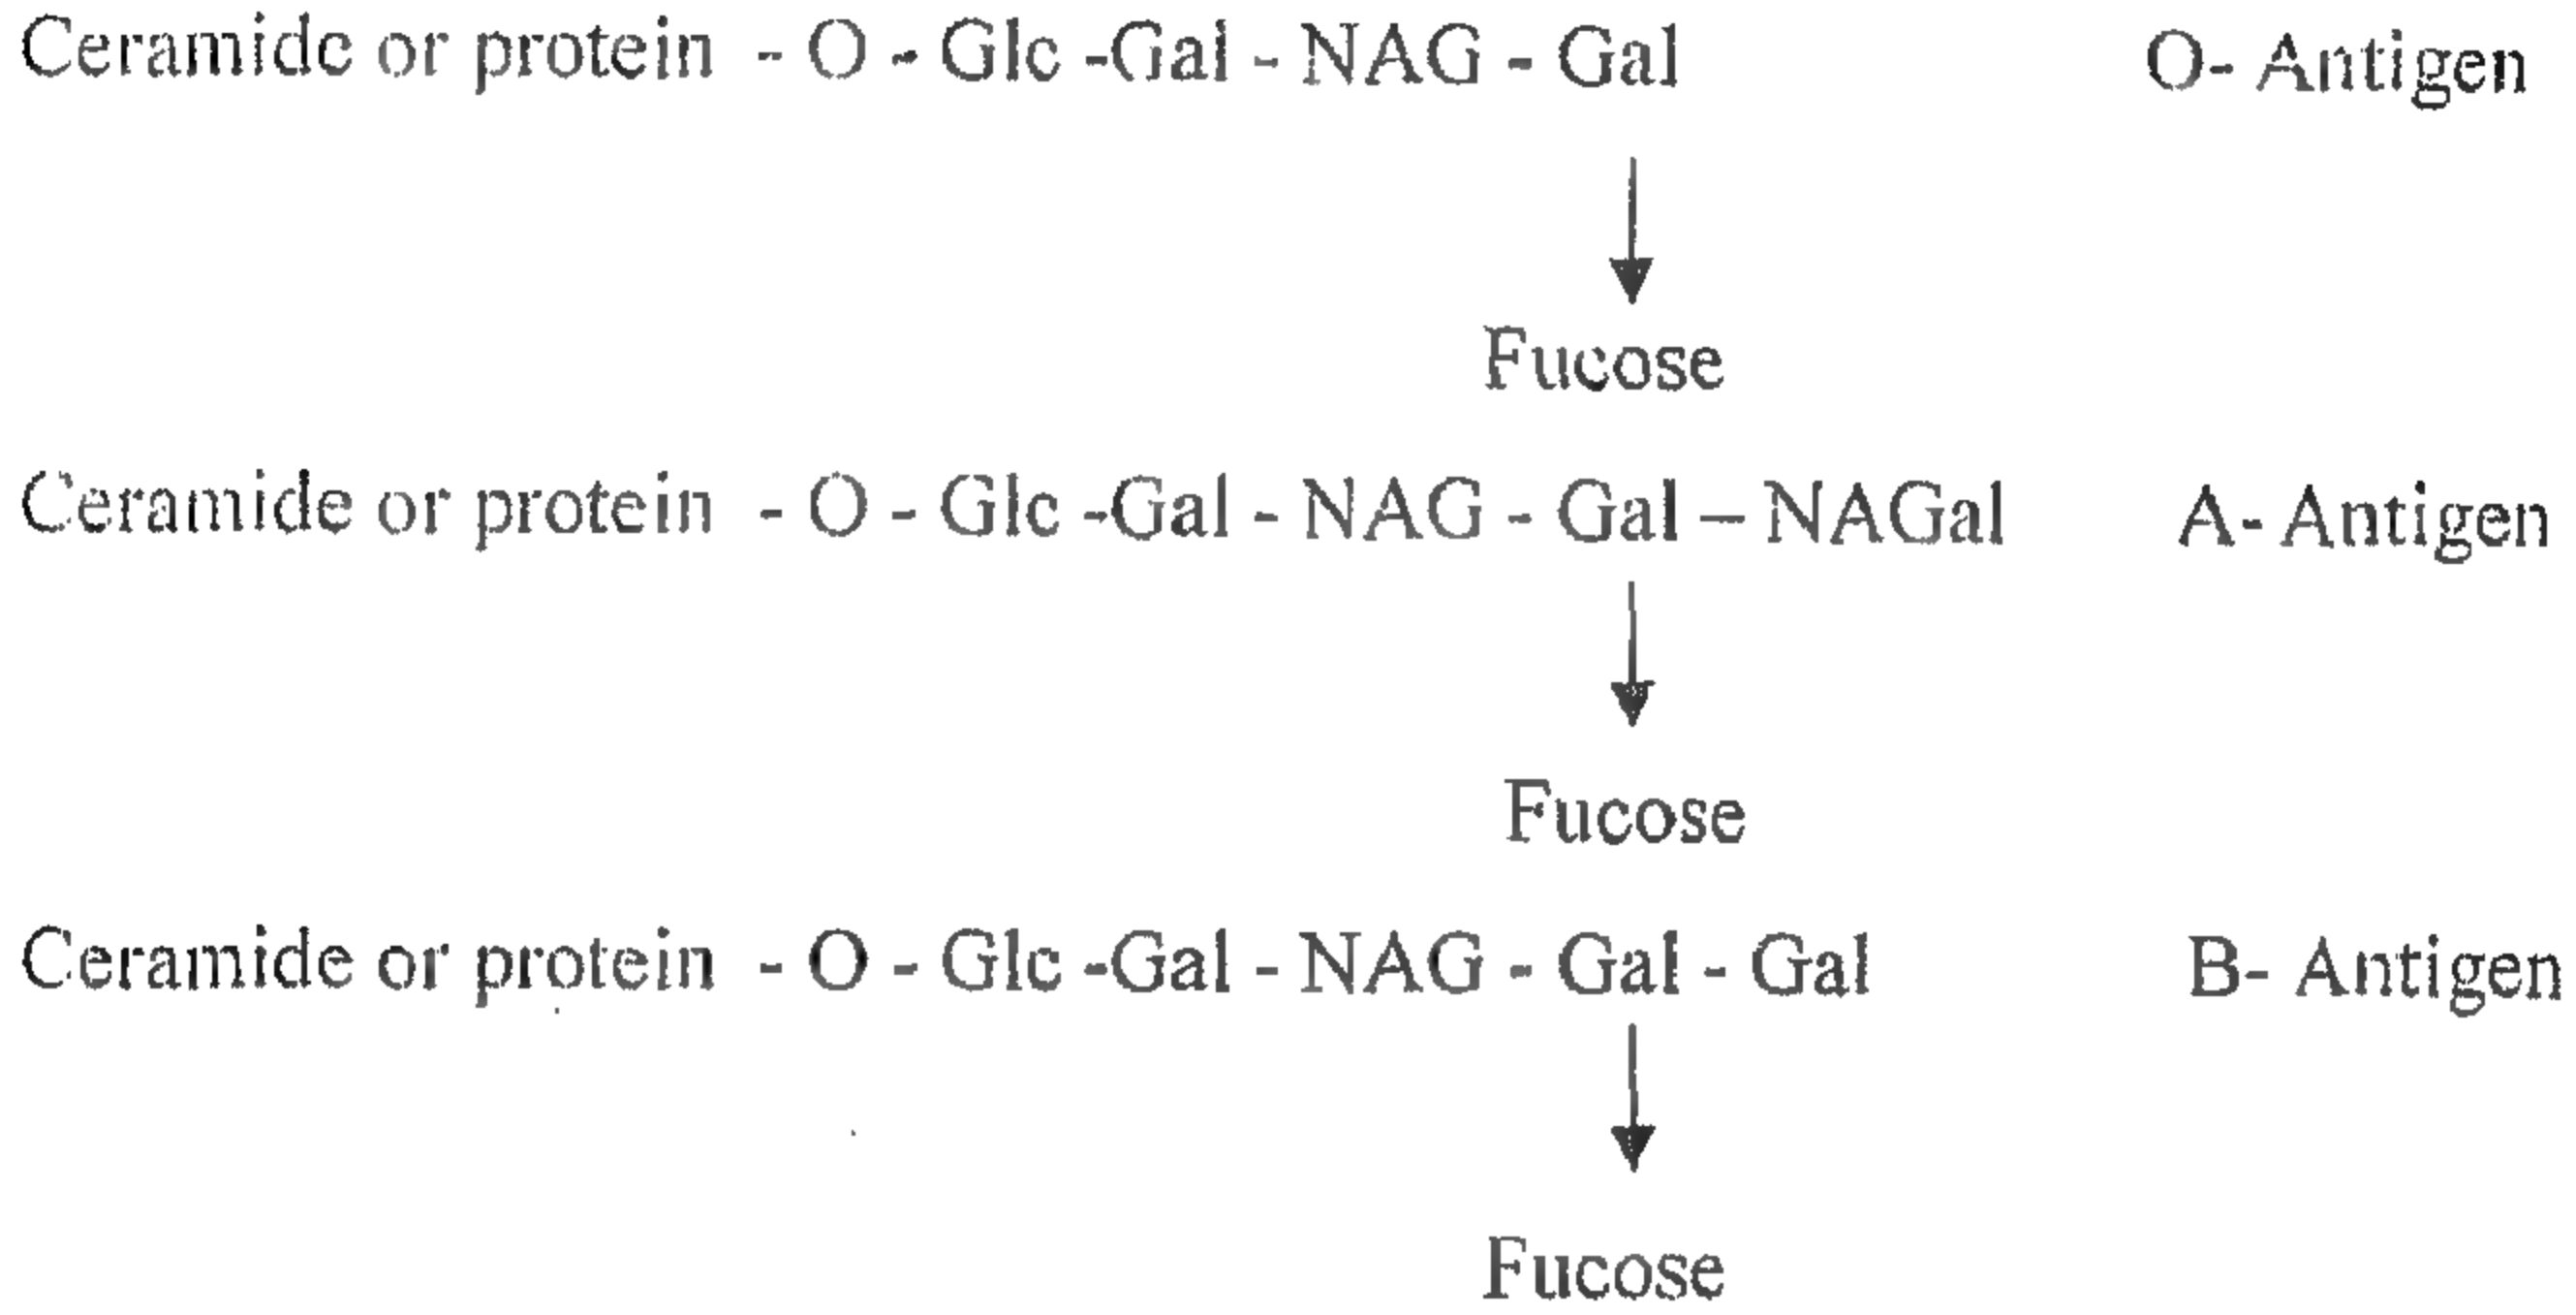 Ceramide or protein - O - Glc -Gal - NAG - Gal O- Antigen
Fucose
Ceramide or protein - O - Glc -Gal - NAG - Gal – NAGal A- Antigen
Fucose
Ceramide or protein - O - Glc -Gal - NAG - Gal - Gal B- Antigen
Fucose